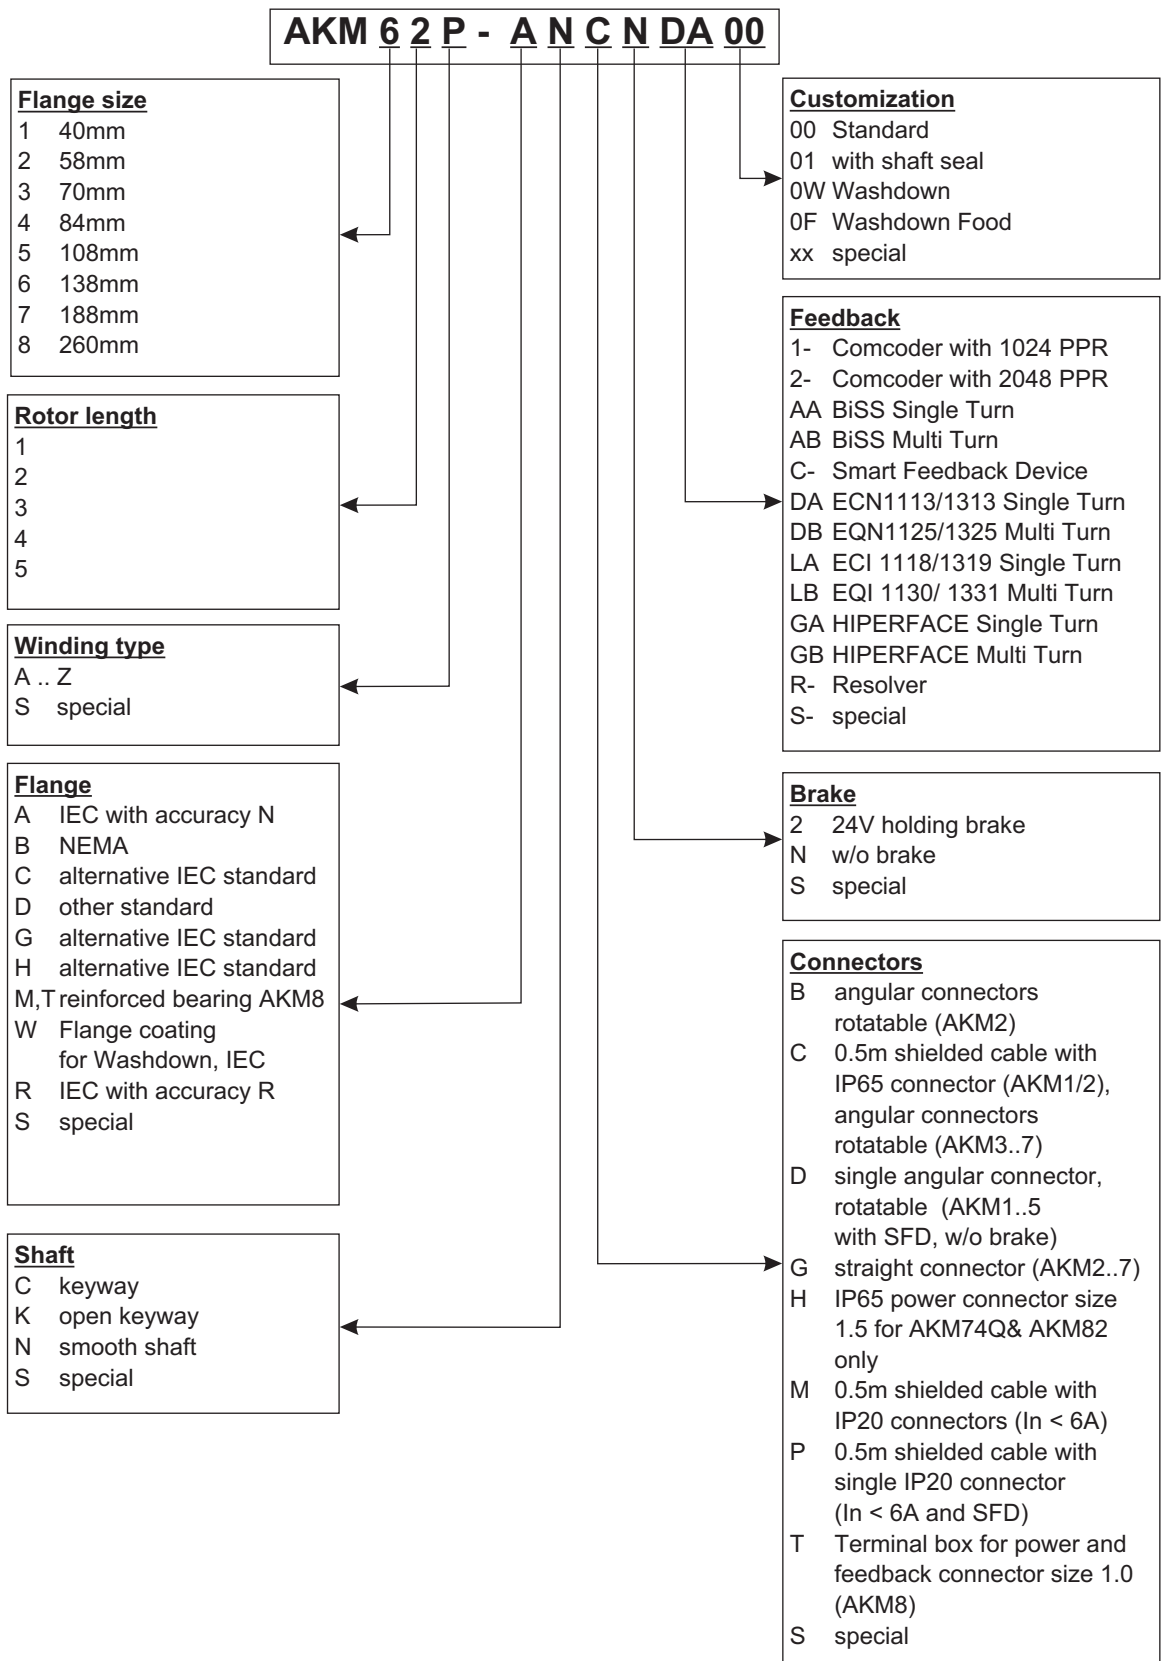 AKM 6 2 P - A N C N DA 00
Flange size
1 40mm
2 58mm
3 70mm
4 84mm
5 108mm
6 138mm
7 188mm
8 260mm
Rotor length
1
2
3
4
5
Winding type
A .. Z
S special
Flange
A IEC with accuracy N
B NEMA
C alternative IEC standard
D other standard
G alternative IEC standard
H alternative IEC standard
M,T reinforced bearing AKM8
W Flange coating
for Washdown, IEC
R IEC with accuracy R
S special
Shaft
C keyway
K open keyway
N smooth shaft
S special
Customization
00 Standard
01 with shaft seal
0W Washdown
0F Washdown Food
xx special
Feedback
1- Comcoder with 1024 PPR
2- Comcoder with 2048 PPR
AA BiSS Single Turn
AB BiSS Multi Turn
C- Smart Feedback Device
DA ECN1113/1313 Single Turn
DB EQN1125/1325 Multi Turn
LA ECI 1118/1319 Single Turn
LB EQI 1130/ 1331 Multi Turn
GA HIPERFACE Single Turn
GB HIPERFACE Multi Turn
R- Resolver
S- special
Brake
2 24V holding brake
N w/o brake
S special
Connectors
B angular connectors
rotatable (AKM2)
C 0.5m shielded cable with
IP65 connector (AKM1/2),
angular connectors
rotatable (AKM3..7)
D single angular connector,
rotatable (AKM1..5
with SFD, w/o brake)
G straight connector (AKM2..7)
H IP65 power connector size
1.5 for AKM74Q& AKM82
only
M 0.5m shielded cable with
IP20 connectors (In < 6A)
P 0.5m shielded cable with
single IP20 connector
(In < 6A and SFD)
T Terminal box for power and
feedback connector size 1.0
(AKM8)
S special